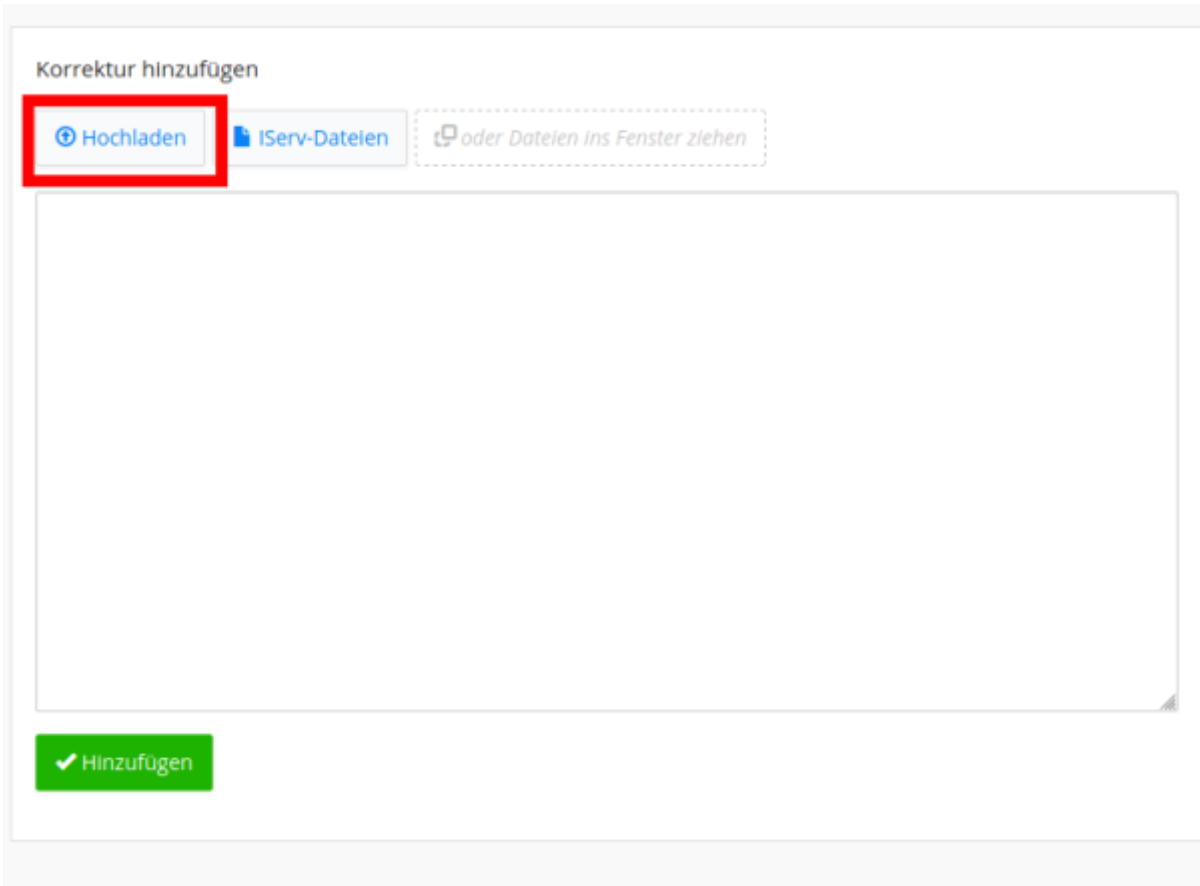 Korrektur hinzufügen
Hochladen IServ-Dateien oder Dateien ins Fenster ziehen
Hinzufügen